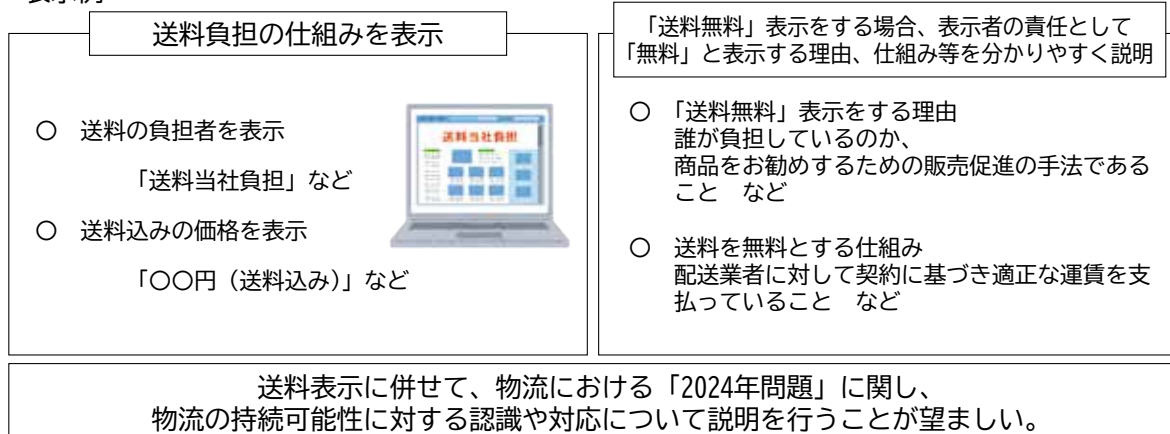 送料負担の仕組みを表示
○ 送料の負担者を表示
「送料当社負担」など
○ 送料込みの価格を表示
「〇〇円（送料込み）」など
送料当社負担
「送料無料」表示をする場合、表示者の責任として
「無料」と表示する理由、仕組み等を分かりやすく説明
○ 「送料無料」表示をする理由
誰が負担しているのか、
商品をお勧めするための販売促進の手法である
こと　など
○ 送料を無料とする仕組み
配送業者に対して契約に基づき適正な運賃を支
払っていること　など
送料表示に併せて、物流における「2024年問題」に関し、
物流の持続可能性に対する認識や対応について説明を行うことが望ましい。